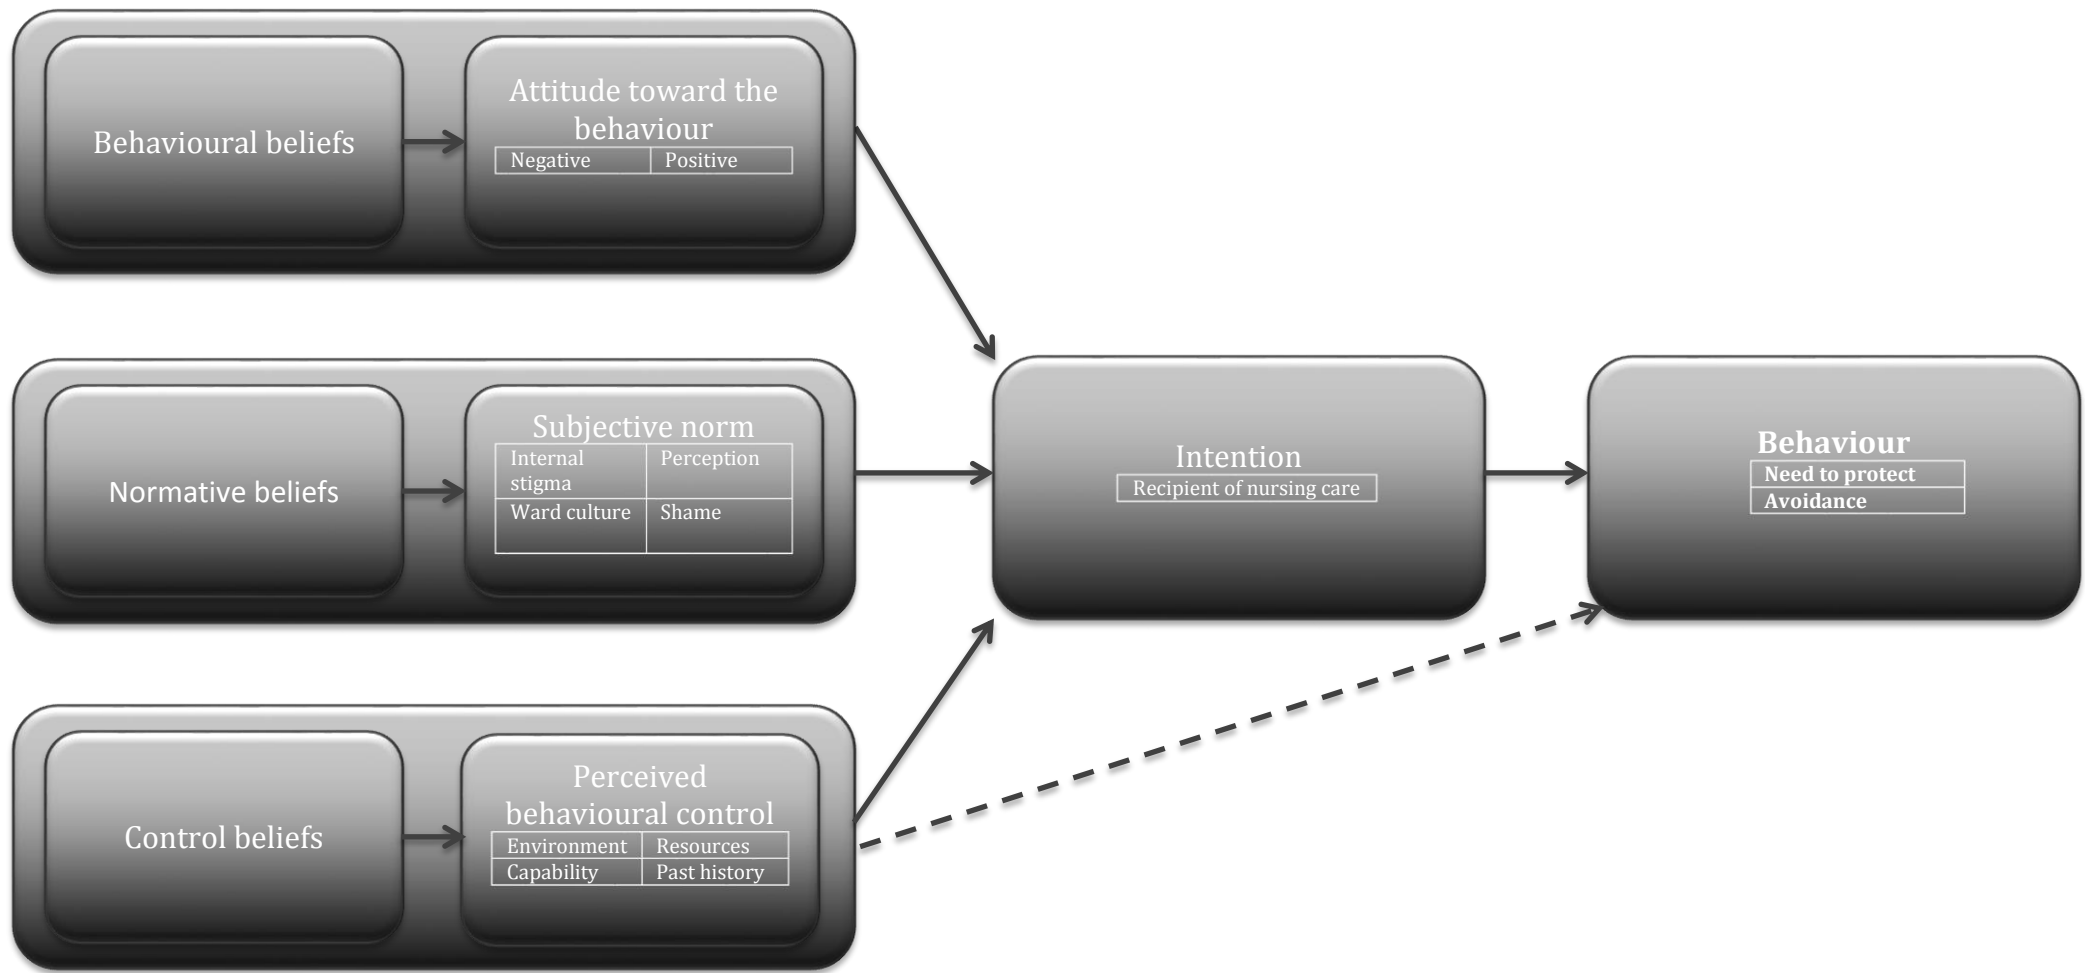 Behavioural beliefs
Attitude toward the
behaviour
Negative Positive
Normative beliefs
Subjective norm
Internal
stigma
Perception
Ward culture Shame
Control beliefs
Perceived
behavioural control
Environment Resources
Capability Past history
Intention
Recipient of nursing care
Behaviour
Need to protect
Avoidance